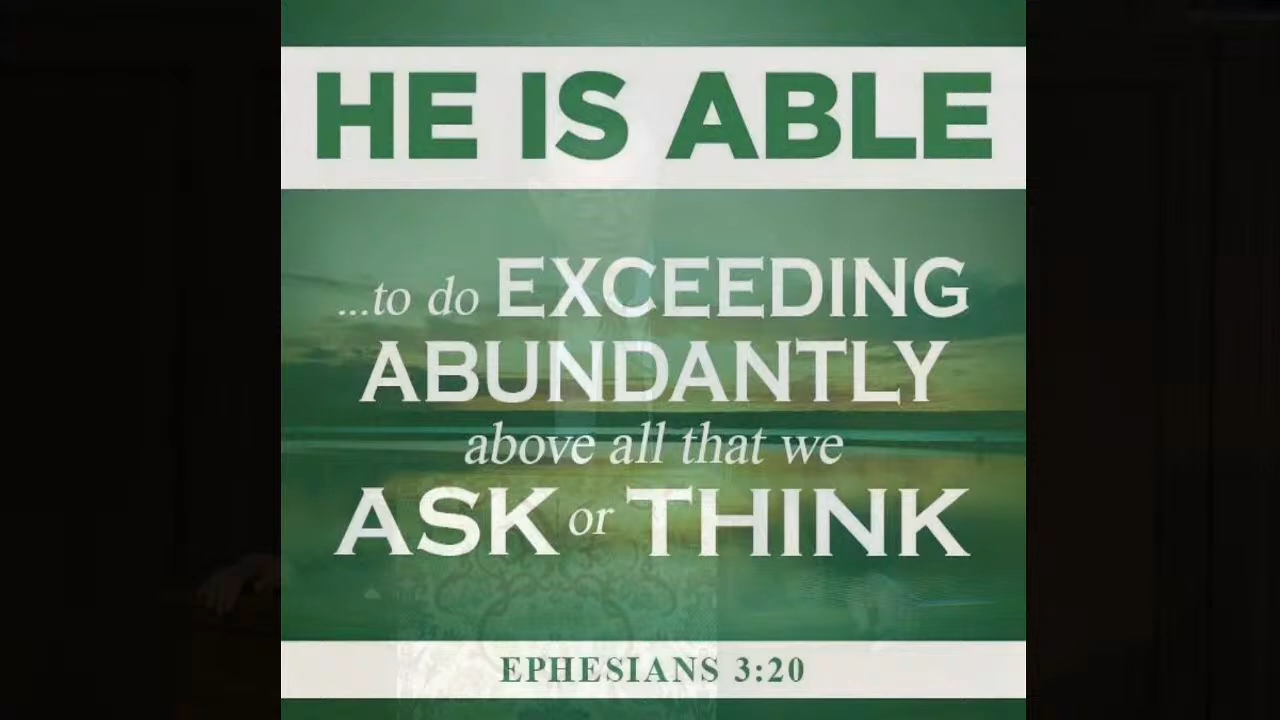 HE IS ABLE
...to do EXCEEDING
ABUNDANTLY
above all that we
ASK or THINK
EPHESIANS 3:20